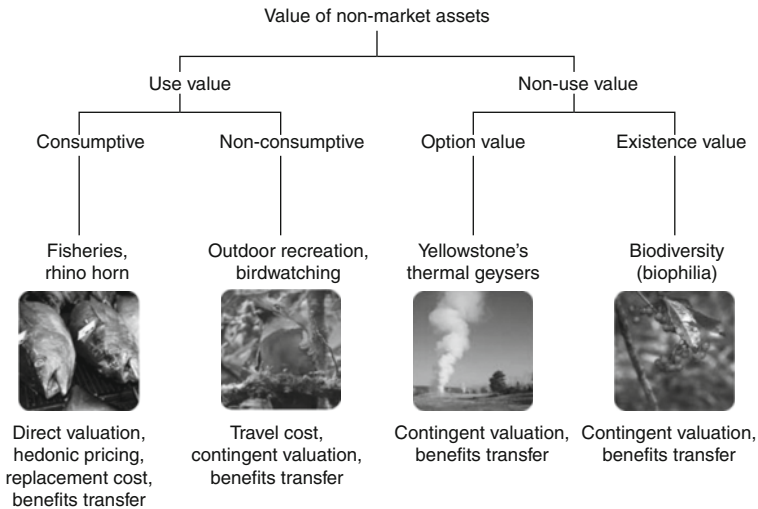 Value of non-market assets
Use value
Non-use value
Consumptive
Non-consumptive
Option value
Existence value
Fisheries,
rhino horn
Outdoor recreation,
birdwatching
Yellowstone's
thermal geysers
Biodiversity
(biophilia)
Direct valuation,
hedonic pricing,
replacement cost,
benefits transfer
Travel cost,
contingent valuation,
benefits transfer
Contingent valuation,
benefits transfer
Contingent valuation,
benefits transfer